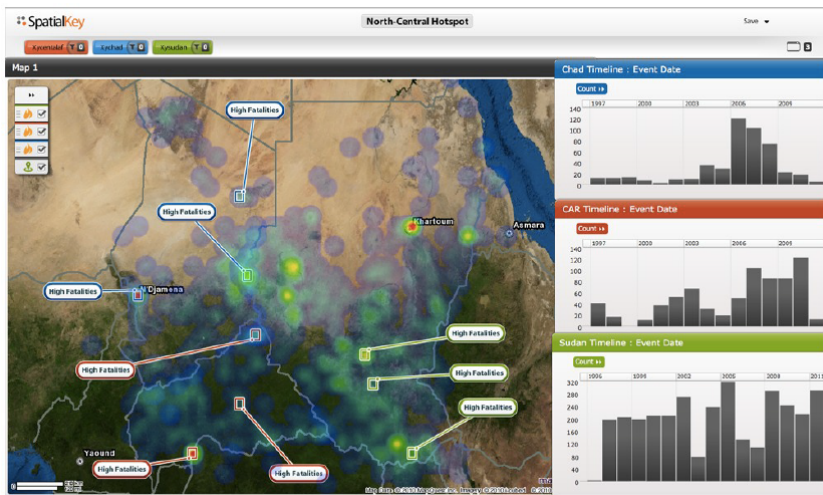 SpatialKey
North-Central Hotspot
Save
Map 1
High Fatalities
High Fatalities
Khartoum
Asmara
High Fatalities
N'Djamena
High Fatalities
High Fatalities
High Fatalities
High Fatalities
Yaound
High Fatalities
High Fatalities
Chad Timeline : Event Date
Count
1997
2000
2003
2006
2009
140
120
100
80
60
40
20
0
CAR Timeline : Event Date
Count
1997
2000
2003
2006
2009
140
120
100
80
60
40
20
0
Sudan Timeline : Event Date
Count
1996
1999
2002
2005
2008
2011
320
280
240
200
160
120
80
40
0